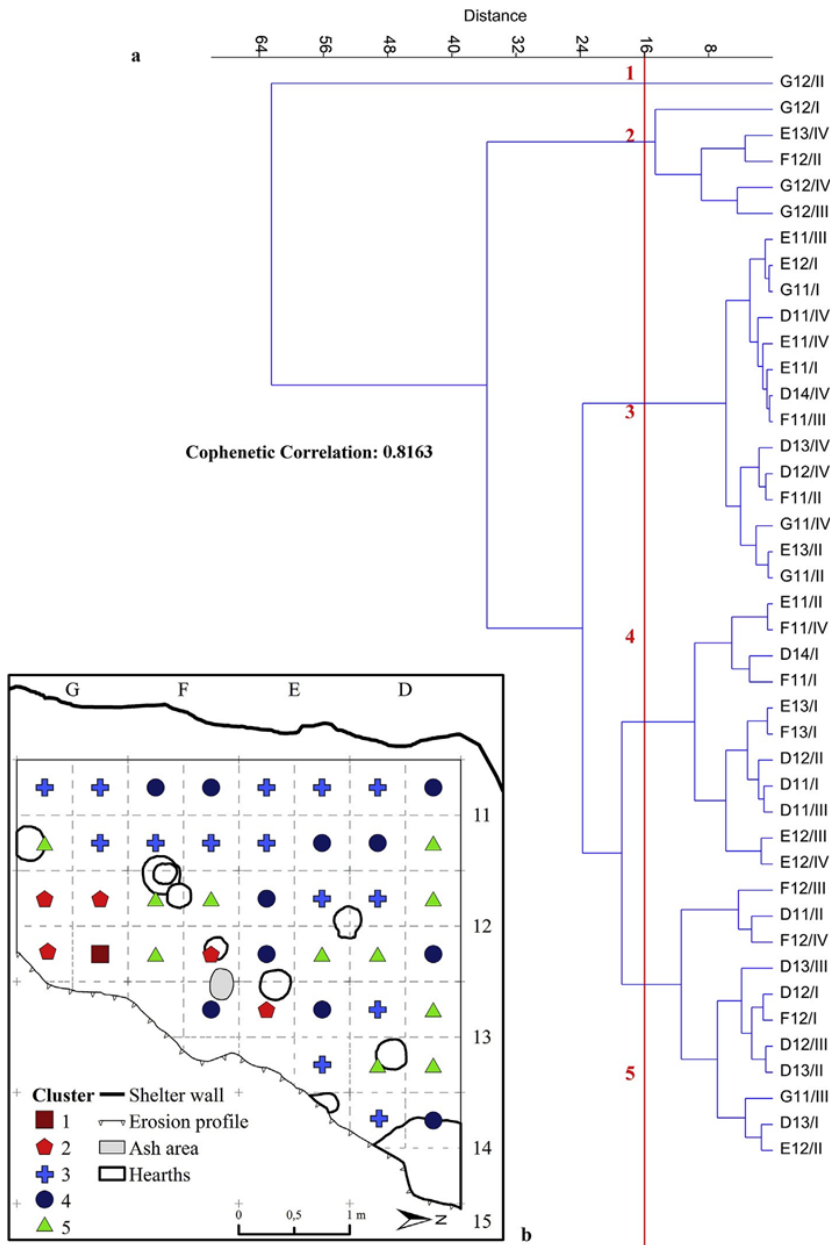 Distance
64 56 48 40 32 24 16 8
a
1
G12/II
G12/I
2
E13/IV
F12/II
G12/IV
G12/III
E11/III
E12/I
G11/I
D11/IV
E11/IV
E11/I
D14/IV
3
F11/III
Cophenetic Correlation: 0.8163
D13/IV
D12/IV
F11/II
G11/IV
E13/II
G11/II
E11/II
4
F11/IV
D14/I
F11/I
E13/I
F13/I
D12/II
D11/I
D11/III
E12/III
E12/IV
F12/III
D11/II
F12/IV
D13/III
D12/I
F12/I
D12/III
5
D13/II
G11/III
D13/I
E12/II
G F E D
11
12
13
14
15
Cluster
1
2
3
4
5
Shelter wall
Erosion profile
Ash area
Hearths
0 0,5 1 m
N
b